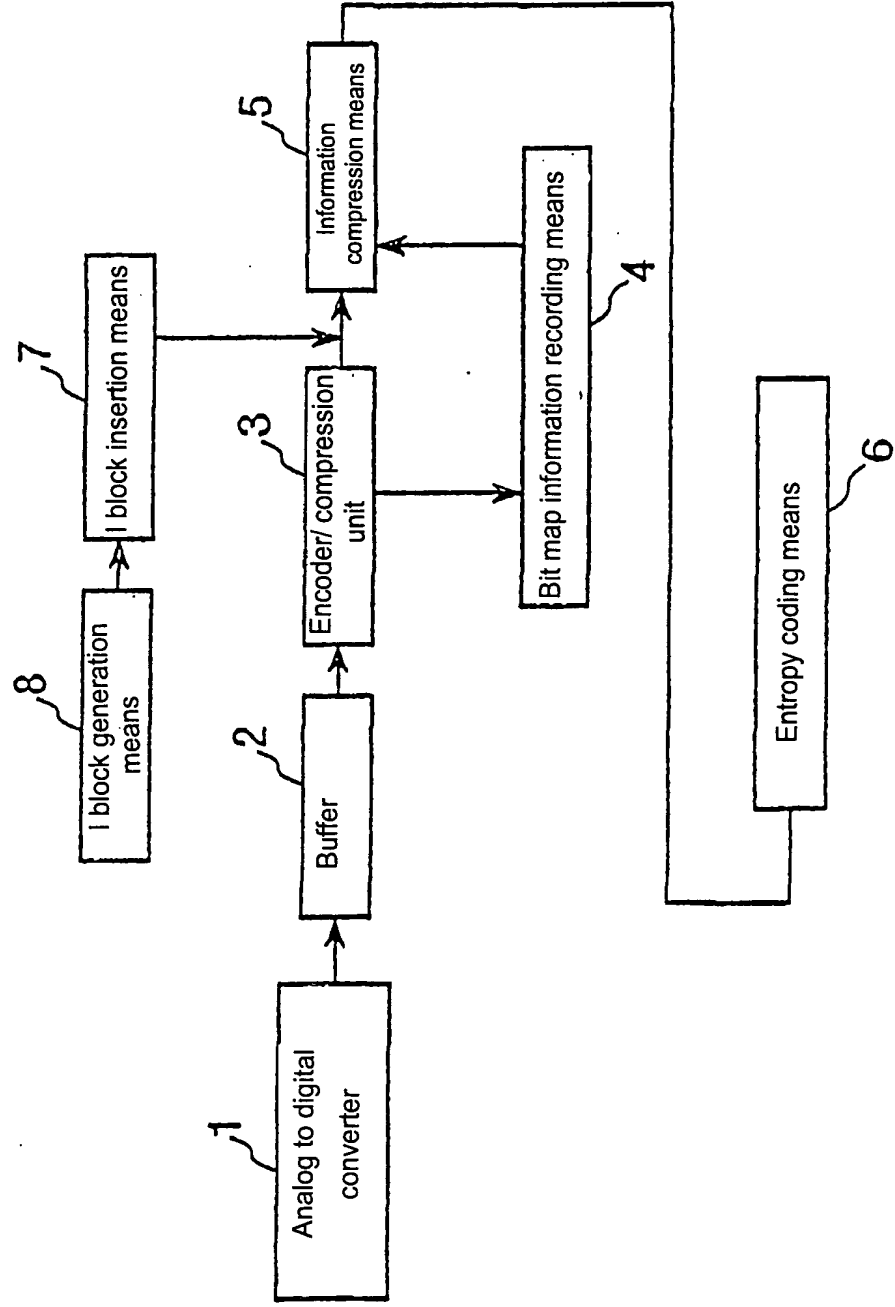 8
I block generation
means
7
I block insertion means
1
Analog to digital
converter
2
Buffer
3
Encoder/ compression
unit
5
Information
compression means
Bit map information recording means
4
Entropy coding means
6